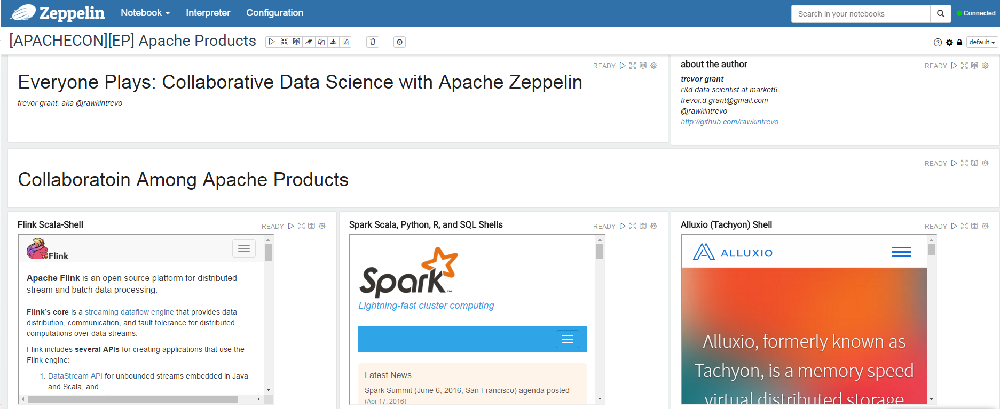 Zeppelin Notebook Interpreter Configuration Search in your notebooks Connected
[APACHECON][EP] Apache Products default
READY
Everyone Plays: Collaborative Data Science with Apache Zeppelin
trevor grant, aka @rawkintrevo
_
about the author READY
trevor grant
r&d data scientist at market6
trevor.d.grant@gmail.com
@rawkintrevo
http://github.com/rawkintrevo
READY
Collaboratoin Among Apache Products
Flink Scala-Shell READY
Flink
Apache Flink is an open source platform for distributed
stream and batch data processing.
Flink's core is a streaming dataflow engine that provides data
distribution, communication, and fault tolerance for distributed
computations over data streams.
Flink includes several APIs for creating applications that use the
Flink engine:
1. DataStream API for unbounded streams embedded in Java
and Scala, and
Spark Scala, Python, R, and SQL Shells READY
Spark™
Lightning-fast cluster computing
Latest News
Spark Summit (June 6, 2016, San Francisco) agenda posted
(Apr 17, 2016)
Alluxio (Tachyon) Shell READY
ALLUXIO
Alluxio, formerly known as
Tachyon, is a memory speed
virtual distributed storage